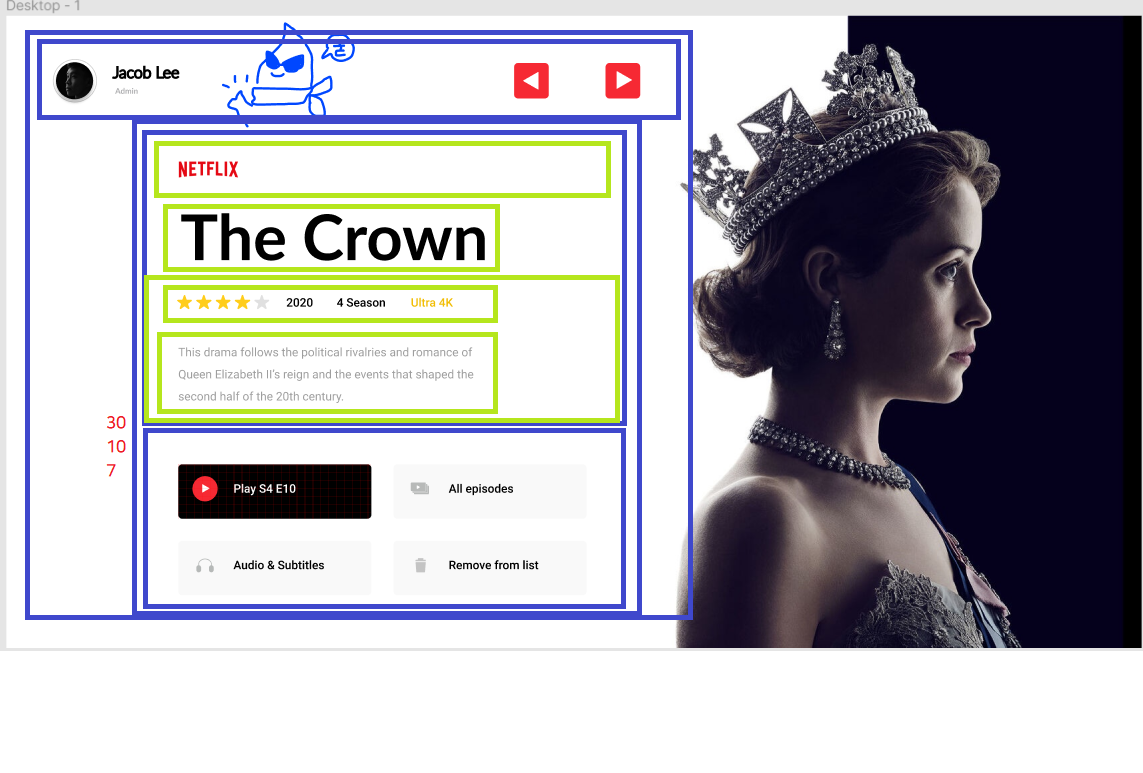 Desktop - 1
Jacob Lee
Admin
NETFLIX
The Crown
2020 4 Season Ultra 4K
This drama follows the political rivalries and romance of
Queen Elizabeth II's reign and the events that shaped the
second half of the 20th century.
30
10
7
Play S4 E10
All episodes
Audio & Subtitles
Remove from list